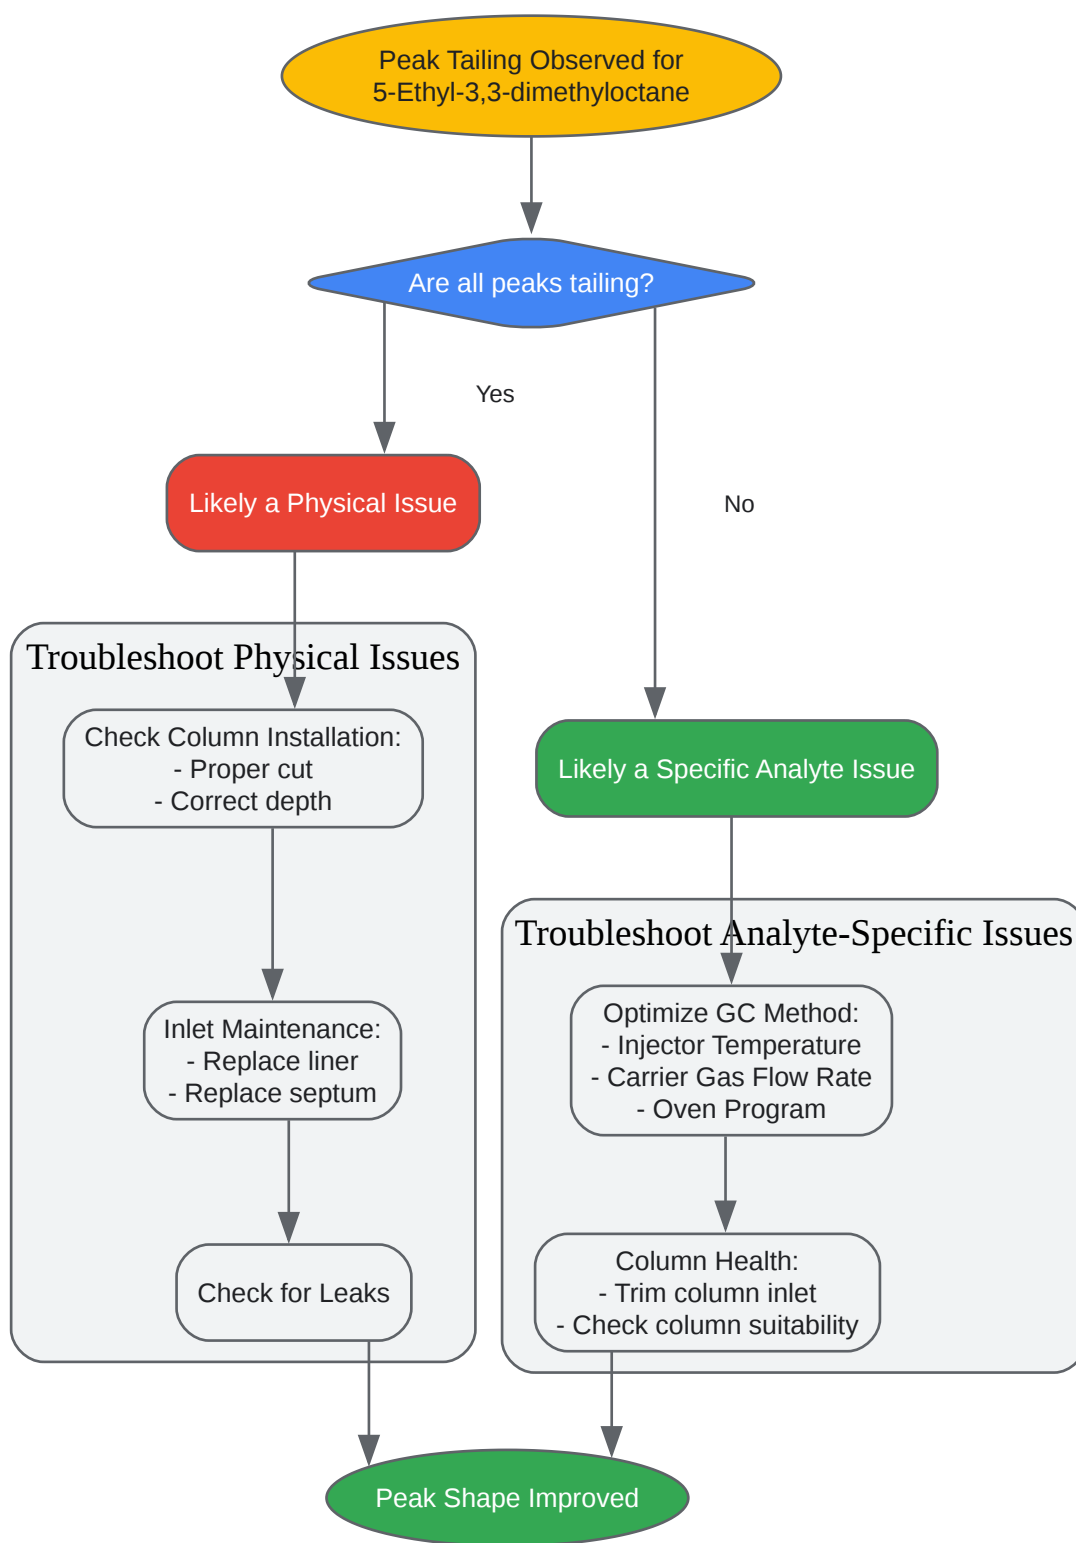 Peak Tailing Observed for
5-Ethyl-3,3-dimethyloctane
Are all peaks tailing?
Yes
Likely a Physical Issue
No
Troubleshoot Physical Issues
Check Column Installation:
- Proper cut
- Correct depth
Likely a Specific Analyte Issue
Troubleshoot Analyte-Specific Issues
Inlet Maintenance:
- Replace liner
- Replace septum
Optimize GC Method:
- Injector Temperature
- Carrier Gas Flow Rate
- Oven Program
Check for Leaks
Column Health:
- Trim column inlet
- Check column suitability
Peak Shape Improved